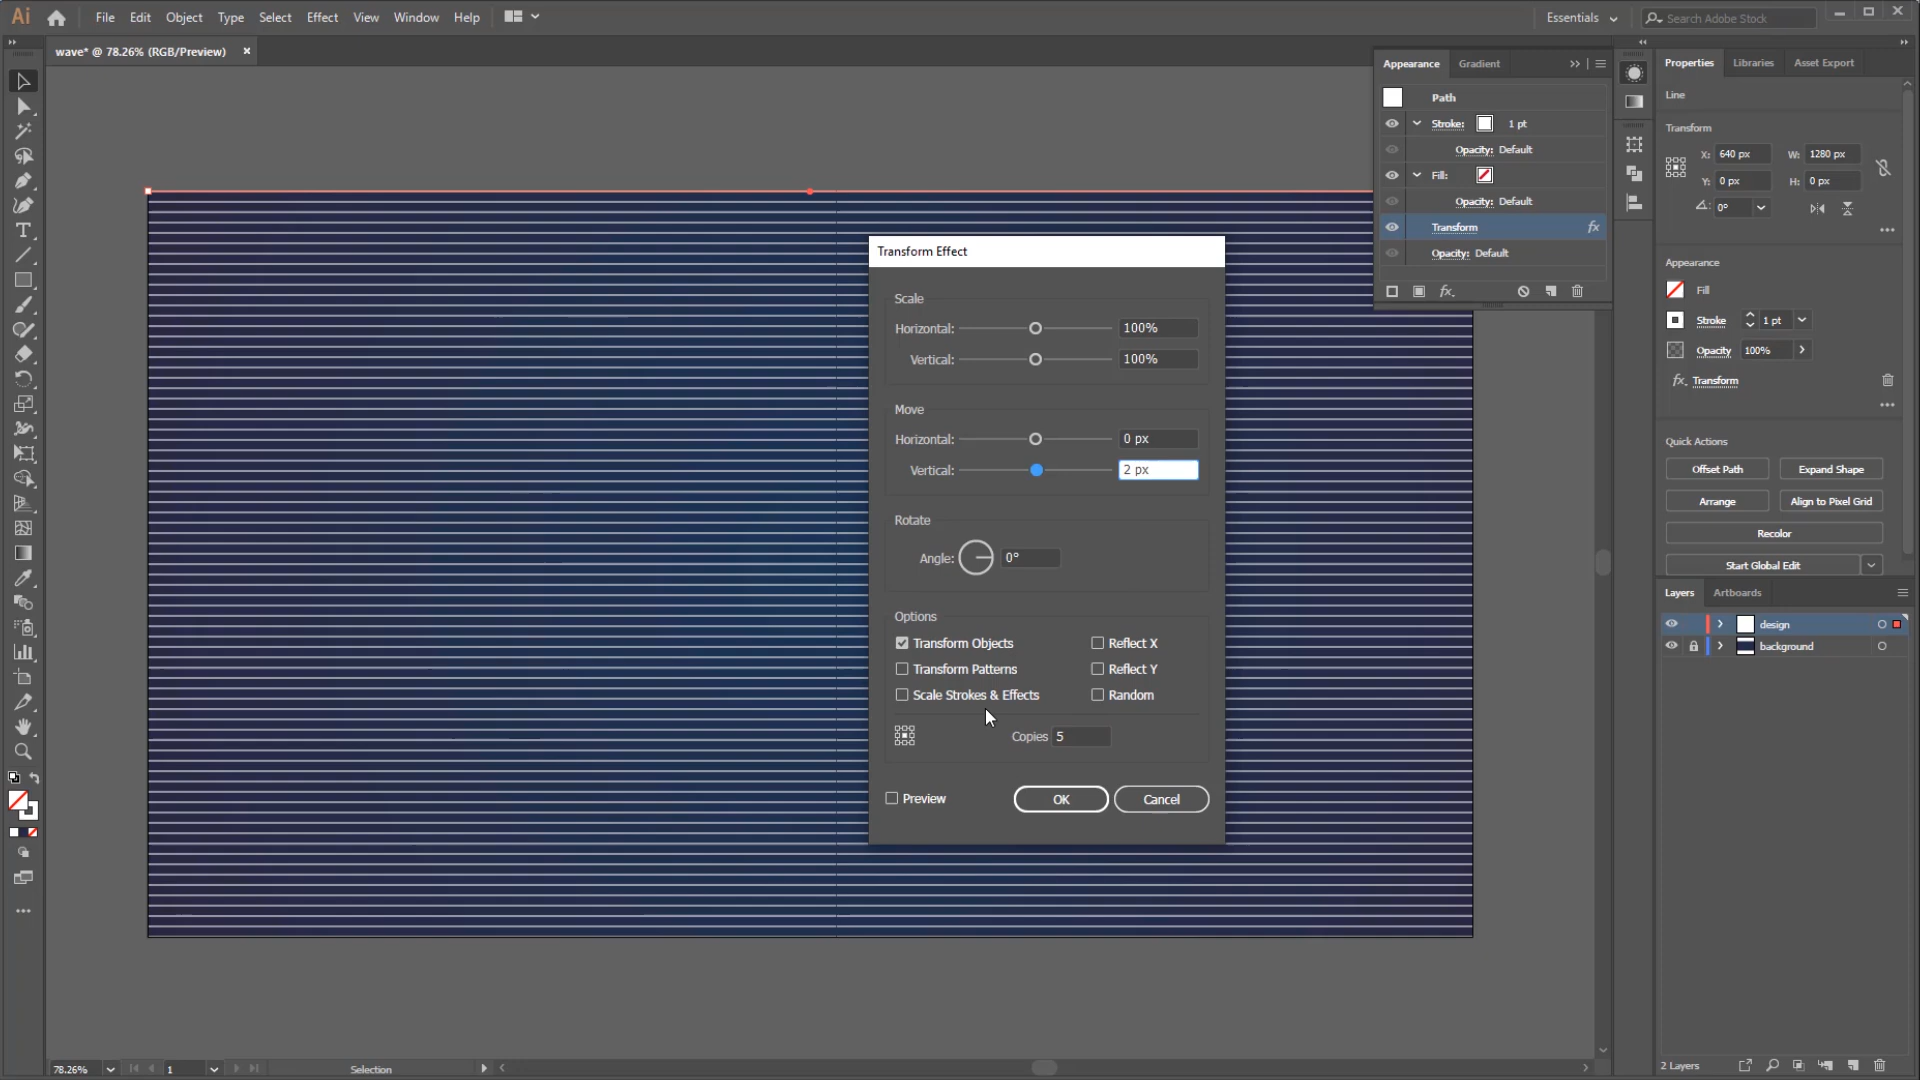 Ai File Edit Object Type Select Effect View Window Help Essentials Search Adobe Stock
wave* @ 78.26% (RGB/Preview)
Appearance Gradient
Path
Stroke: 1 pt
Opacity: Default
Fill:
Opacity: Default
Transform fx
Opacity: Default
fx.
Transform Effect
Scale
Horizontal: 100%
Vertical: 100%
Move
Horizontal: 0 px
Vertical: 2 px
Rotate
Angle: 0°
Options
Transform Objects Reflect X
Transform Patterns Reflect Y
Scale Strokes & Effects Random
Copies 5
Preview OK Cancel
Properties Libraries Asset Export
Line
Transform
X: 640 px W: 1280 px
Y: 0 px H: 0 px
0°
Appearance
Fill
Stroke 1 pt
Opacity 100%
fx. Transform
Quick Actions
Offset Path Expand Shape
Arrange Align to Pixel Grid
Recolor
Start Global Edit
Layers Artboards
design
background
2 Layers
78.26% 1 Selection